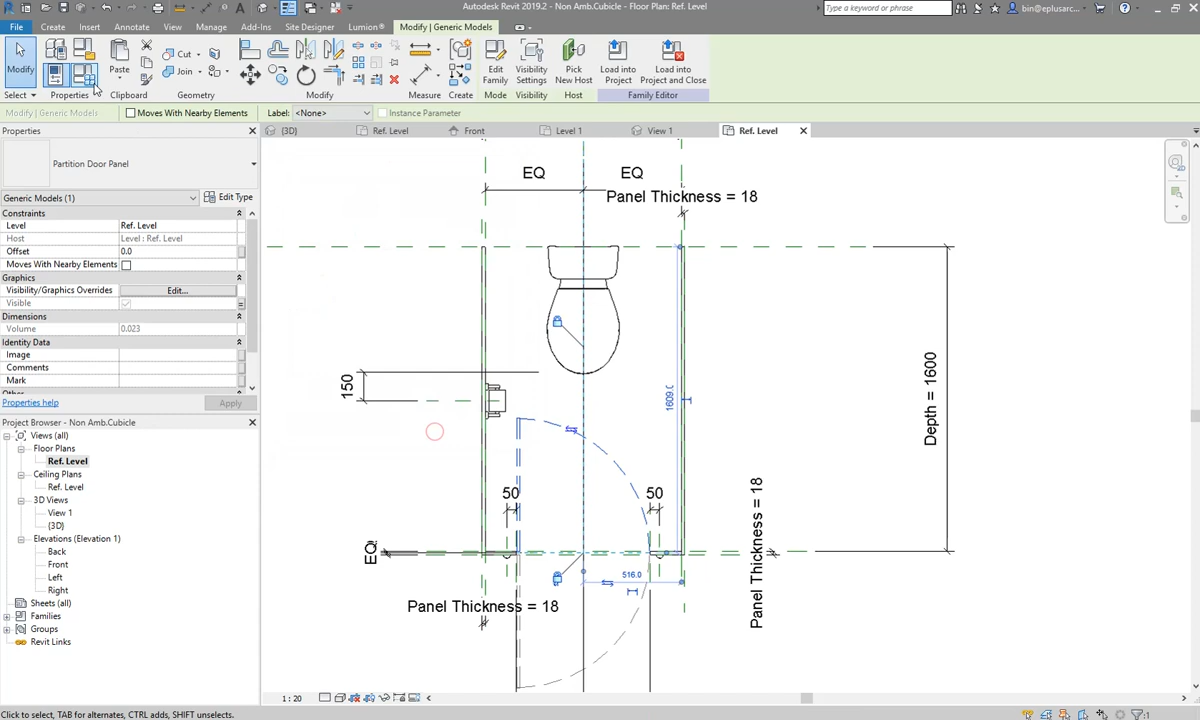 Autodesk Revit 2019.2 - Non Amb.Cubicle - Floor Plan: Ref. Level
Type a keyword or phrase
bin@eplusarc...
File
Create
Insert
Annotate
View
Manage
Add-Ins
Site Designer
Lumion®
Modify | Generic Models
Modify
Paste
Cut
Join
Edit Family
Visibility Settings
Pick New Host
Load into Project
Load into Project and Close
Select
Properties
Clipboard
Geometry
Modify
Measure
Create
Mode
Visibility
Host
Family Editor
Modify | Generic Models
Moves With Nearby Elements
Label:
<None>
Instance Parameter
Properties
{3D}
Ref. Level
Front
Level 1
View 1
Ref. Level
Partition Door Panel
Generic Models (1)
Edit Type
Constraints
Level
Ref. Level
Host
Level : Ref. Level
Offset
0.0
Moves With Nearby Elements
Graphics
Visibility/Graphics Overrides
Edit...
Visible
Dimensions
Volume
0.023
Identity Data
Image
Comments
Mark
Properties help
Apply
Project Browser - Non Amb.Cubicle
Views (all)
Floor Plans
Ref. Level
Ceiling Plans
Ref. Level
3D Views
View 1
{3D}
Elevations (Elevation 1)
Back
Front
Left
Right
Sheets (all)
Families
Groups
Revit Links
EQ
EQ
Panel Thickness = 18
150
1609.0
Depth = 1600
50
50
EQ
516.0
Panel Thickness = 18
Panel Thickness = 18
1 : 20
Click to select, TAB for alternates, CTRL adds, SHIFT unselects.
:1